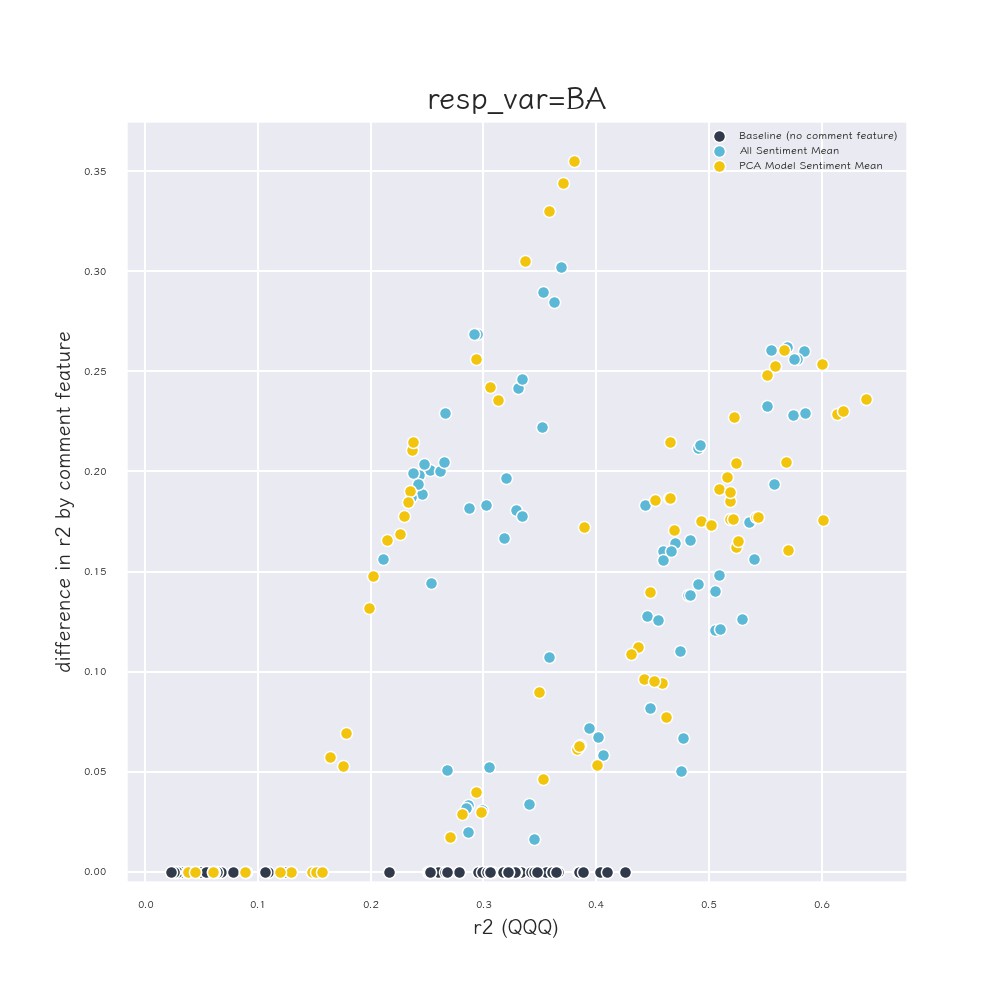 resp_var=BA
Baseline (no comment feature)
All Sentiment Mean
PCA Model Sentiment Mean
difference in r2 by comment feature
0.35
0.30
0.25
0.20
0.15
0.10
0.05
0.00
0.0 0.1 0.2 0.3 0.4 0.5 0.6
r2 (QQQ)